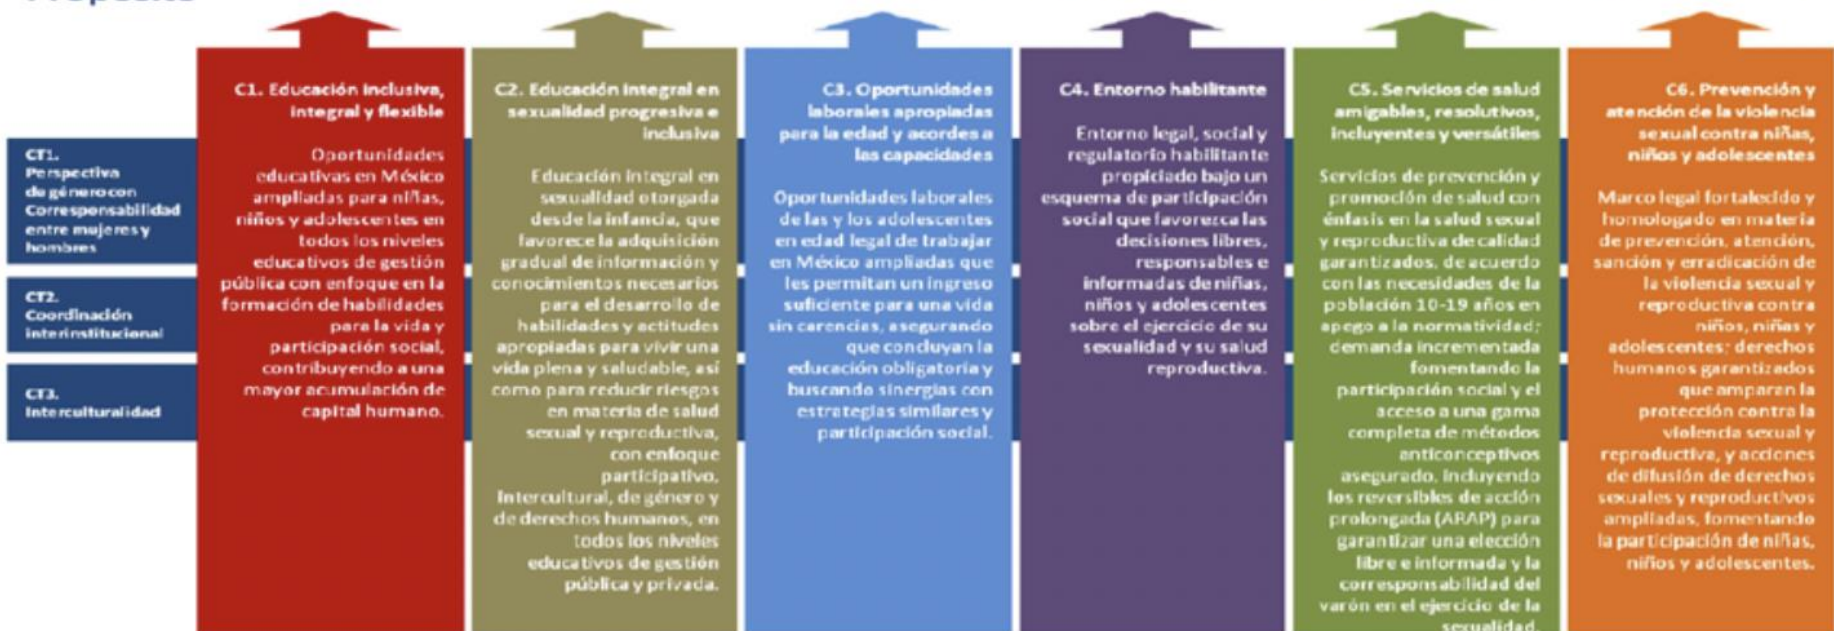 Propósito
CT1.
Perspectiva
de género con
Corresponsabilidad
entre mujeres y
hombres
CT2.
Coordinación
interinstitucional
CT3.
Interculturalidad
C1. Educación inclusiva,
integral y flexible
Oportunidades
educativas en México
ampliadas para niñas,
niños y adolescentes en
todos los niveles
educativos de gestión
pública con enfoque en la
formación de habilidades
para la vida y
participación social,
contribuyendo a una
mayor acumulación de
capital humano.
C2. Educación integral en
sexualidad progresiva e
inclusiva
Educación integral en
sexualidad otorgada
desde la infancia, que
favorece la adquisición
gradual de información y
conocimientos necesarios
para el desarrollo de
habilidades y actitudes
apropiadas para vivir una
vida plena y saludable, así
como para reducir riesgos
en materia de salud
sexual y reproductiva,
con enfoque
participativo,
intercultural, de género y
de derechos humanos, en
todos los niveles
educativos de gestión
pública y privada.
C3. Oportunidades
laborales apropiadas
para la edad y acordes a
las capacidades
Oportunidades laborales
de las y los adolescentes
en edad legal de trabajar
en México ampliadas que
les permitan un ingreso
suficiente para una vida
sin carencias, asegurando
que concluyan la
educación obligatoria y
buscando sinergias con
estrategias similares y
participación social.
C4. Entorno habilitante
Entorno legal, social y
regulatorio habilitante
propiciado bajo un
esquema de participación
social que favorezca las
decisiones libres,
responsables e
informadas de niñas,
niños y adolescentes
sobre el ejercicio de su
sexualidad y su salud
reproductiva.
C5. Servicios de salud
amigables, resolutivos,
incluyentes y versátiles
Servicios de prevención y
promoción de salud con
énfasis en la salud sexual
y reproductiva de calidad
garantizados, de acuerdo
con las necesidades de la
población 10-19 años en
apego a la normatividad;
demanda incrementada
fomentando la
participación social y el
acceso a una gama
completa de métodos
anticonceptivos
asegurado, incluyendo
los reversibles de acción
prolongada (ARAP) para
garantizar una elección
libre e informada y la
corresponsabilidad del
varón en el ejercicio de la
sexualidad.
C6. Prevención y
atención de la violencia
sexual contra niñas,
niños y adolescentes
Marco legal fortalecido y
homologado en materia
de prevención, atención,
sanción y erradicación de
la violencia sexual y
reproductiva contra
niños, niñas y
adolescentes; derechos
humanos garantizados
que amparan la
protección contra la
violencia sexual y
reproductiva, y acciones
de difusión de derechos
sexuales y reproductivos
ampliadas, fomentando
la participación de niñas,
niños y adolescentes.